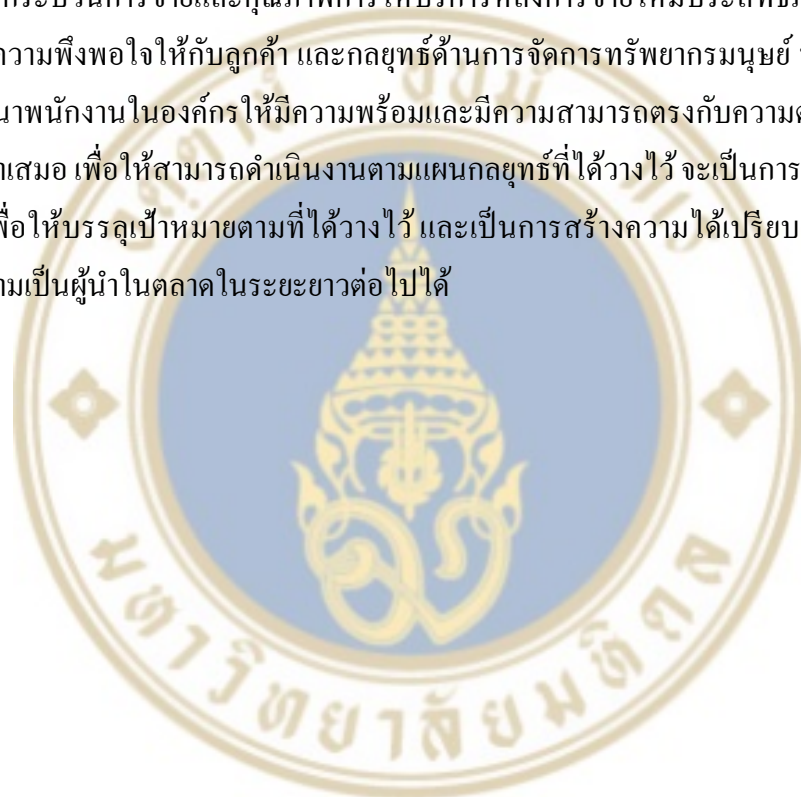 กระบวนการขายและคุณภาพการให้บริการหลังการขายให้มีประสิทธิ
ความพึงพอใจให้กับลูกค้า และกลยุทธ์ด้านการจัดการทรัพยากรมนุษย์
นาพนักงานในองค์กรให้มีความพร้อมและมีความสามารถตรงกับความ
าเสมอ เพื่อให้สามารถดำเนินงานตามแผนกลยุทธ์ที่ได้วางไว้ จะเป็นการ
พื่อให้บรรลุเป้าหมายตามที่ได้วางไว้ และเป็นการสร้างความได้เปรียบ
ามเป็นผู้นำในตลาดในระยะยาวต่อไปได้
มหาวิทยาลัยมหิดล